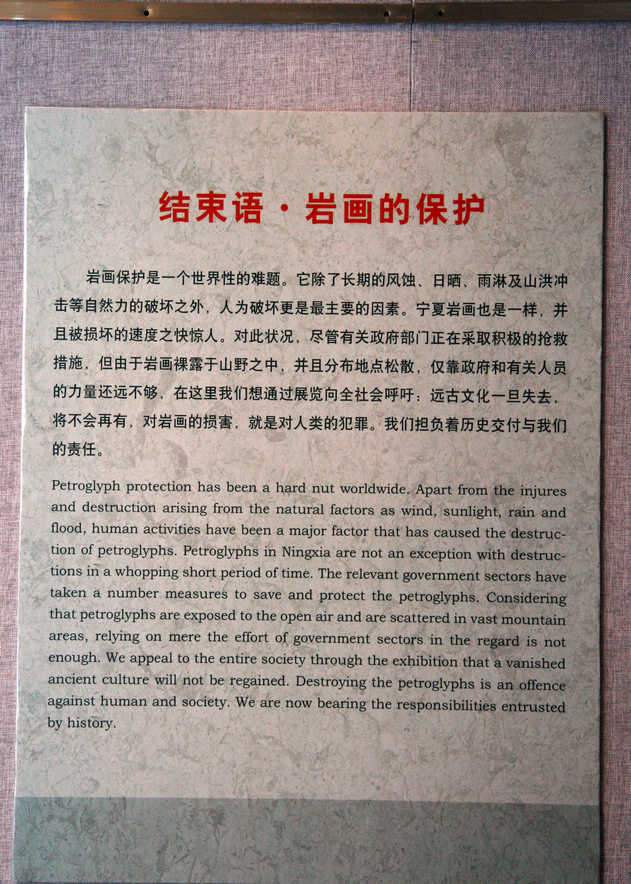 结束语·岩画的保护
岩画保护是一个世界性的难题。它除了长期的风蚀、日晒、雨淋及山洪冲
击等自然力的破坏之外，人为破坏更是最主要的因素。宁夏岩画也是一样，并
且被损坏的速度之快惊人。对此状况，尽管有关政府部门正在采取积极的抢救
措施，但由于岩画裸露于山野之中，并且分布地点松散，仅靠政府和有关人员
的力量还远不够，在这里我们想通过展览向全社会呼吁：远古文化一旦失去，
将不会再有，对岩画的损害，就是对人类的犯罪。我们担负着历史交付与我们
的责任。
Petroglyph protection has been a hard nut worldwide. Apart from the injures
and destruction arising from the natural factors as wind, sunlight, rain and
flood, human activities have been a major factor that has caused the destruc-
tion of petroglyphs. Petroglyphs in Ningxia are not an exception with destruc-
tions in a whopping short period of time. The relevant government sectors have
taken a number measures to save and protect the petroglyphs. Considering
that petroglyphs are exposed to the open air and are scattered in vast mountain
areas, relying on mere the effort of government sectors in the regard is not
enough. We appeal to the entire society through the exhibition that a vanished
ancient culture will not be regained. Destroying the petroglyphs is an offence
against human and society. We are now bearing the responsibilities entrusted
by history.